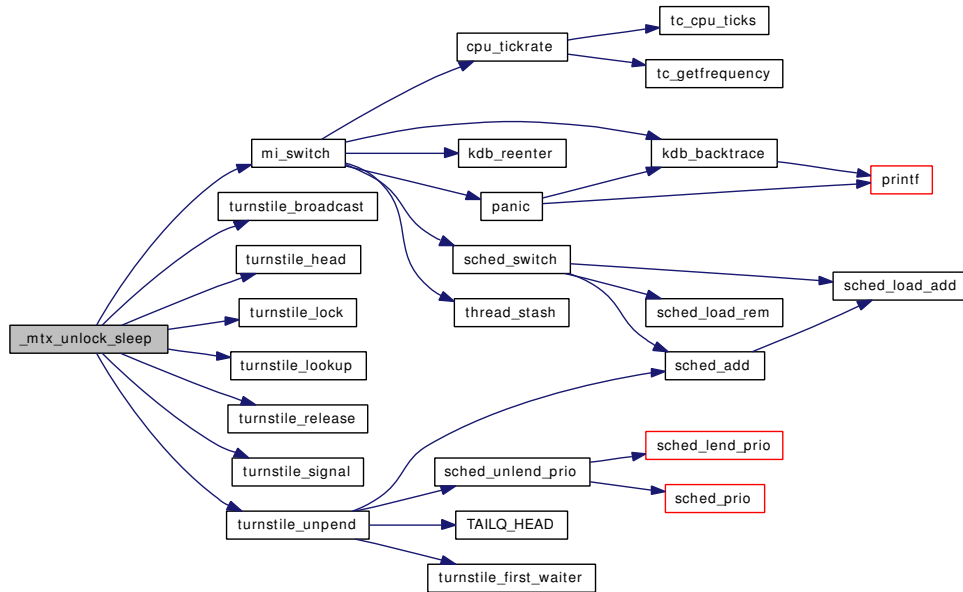 tc_cpu_ticks
cpu_tickrate
tc_getfrequency
mi_switch
kdb_reenter
kdb_backtrace
printf
panic
turnstile_broadcast
turnstile_head
sched_switch
sched_load_add
turnstile_lock
thread_stash
sched_load_rem
_mtx_unlock_sleep
turnstile_lookup
sched_add
turnstile_release
sched_lend_prio
turnstile_signal
sched_unlend_prio
sched_prio
turnstile_unpend
TAILQ_HEAD
turnstile_first_waiter